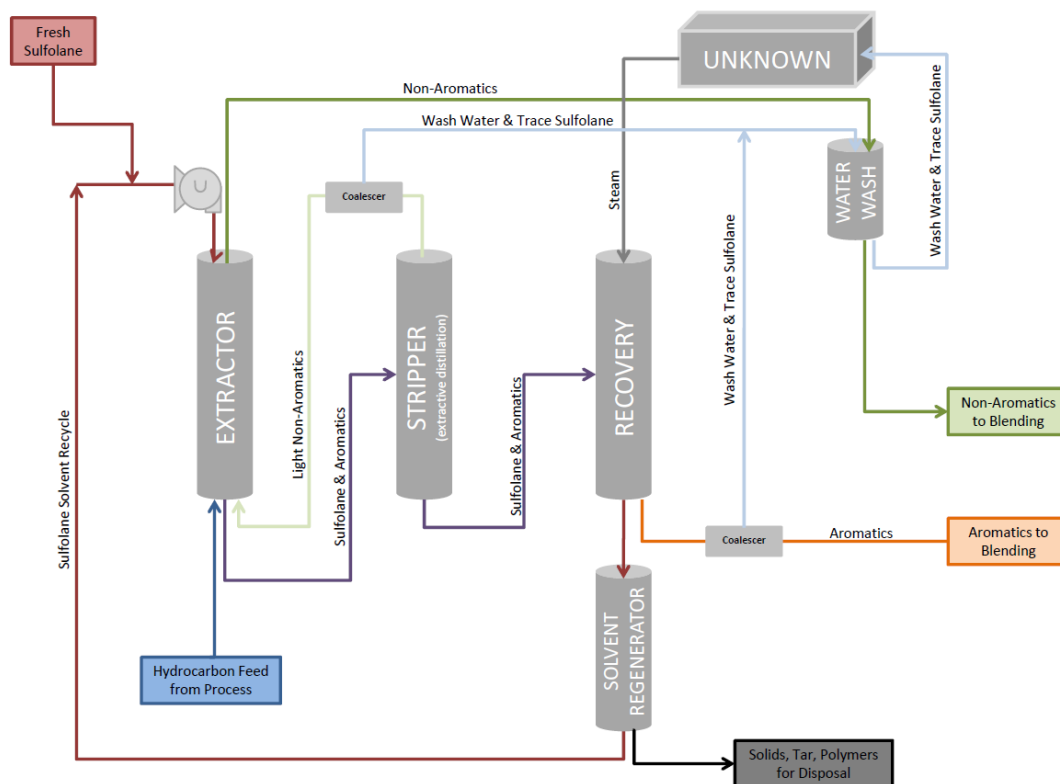 Fresh
Sulfolane
UNKNOWN
Non-Aromatics
Wash Water & Trace Sulfolane
Wash Water & Trace Sulfolane
WATER
WASH
Coalescer
Steam
Wash Water & Trace Sulfolane
EXTRACTOR
STRIPPER
(extractive distillation)
RECOVERY
Light Non-Aromatics
Sulfolane & Aromatics
Sulfolane & Aromatics
Sulfolane Solvent Recycle
Non-Aromatics
to Blending
Coalescer
Aromatics
Aromatics to
Blending
SOLVENT
REGENERATOR
Hydrocarbon Feed
from Process
Solids, Tar, Polymers
for Disposal